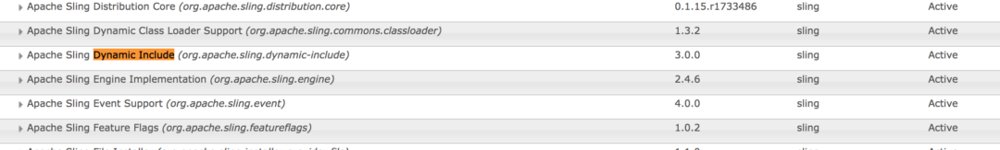 Apache Sling Distribution Core (org.apache.sling.distribution.core) 0.1.15.r1733486 sling Active
Apache Sling Dynamic Class Loader Support (org.apache.sling.commons.classloader) 1.3.2 sling Active
Apache Sling Dynamic Include (org.apache.sling.dynamic-include) 3.0.0 sling Active
Apache Sling Engine Implementation (org.apache.sling.engine) 2.4.6 sling Active
Apache Sling Event Support (org.apache.sling.event) 4.0.0 sling Active
Apache Sling Feature Flags (org.apache.sling.featureflags) 1.0.2 sling Active